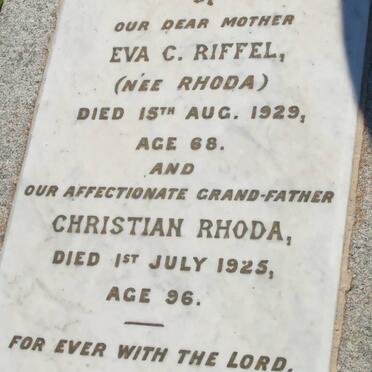 OUR DEAR MOTHER
EVA C. RIFFEL,
(NÉE RHODA)
DIED 15TH AUG. 1929,
AGE 68.
AND
OUR AFFECTIONATE GRAND-FATHER
CHRISTIAN RHODA,
DIED 1ST JULY 1925,
AGE 96.
FOR EVER WITH THE LORD.